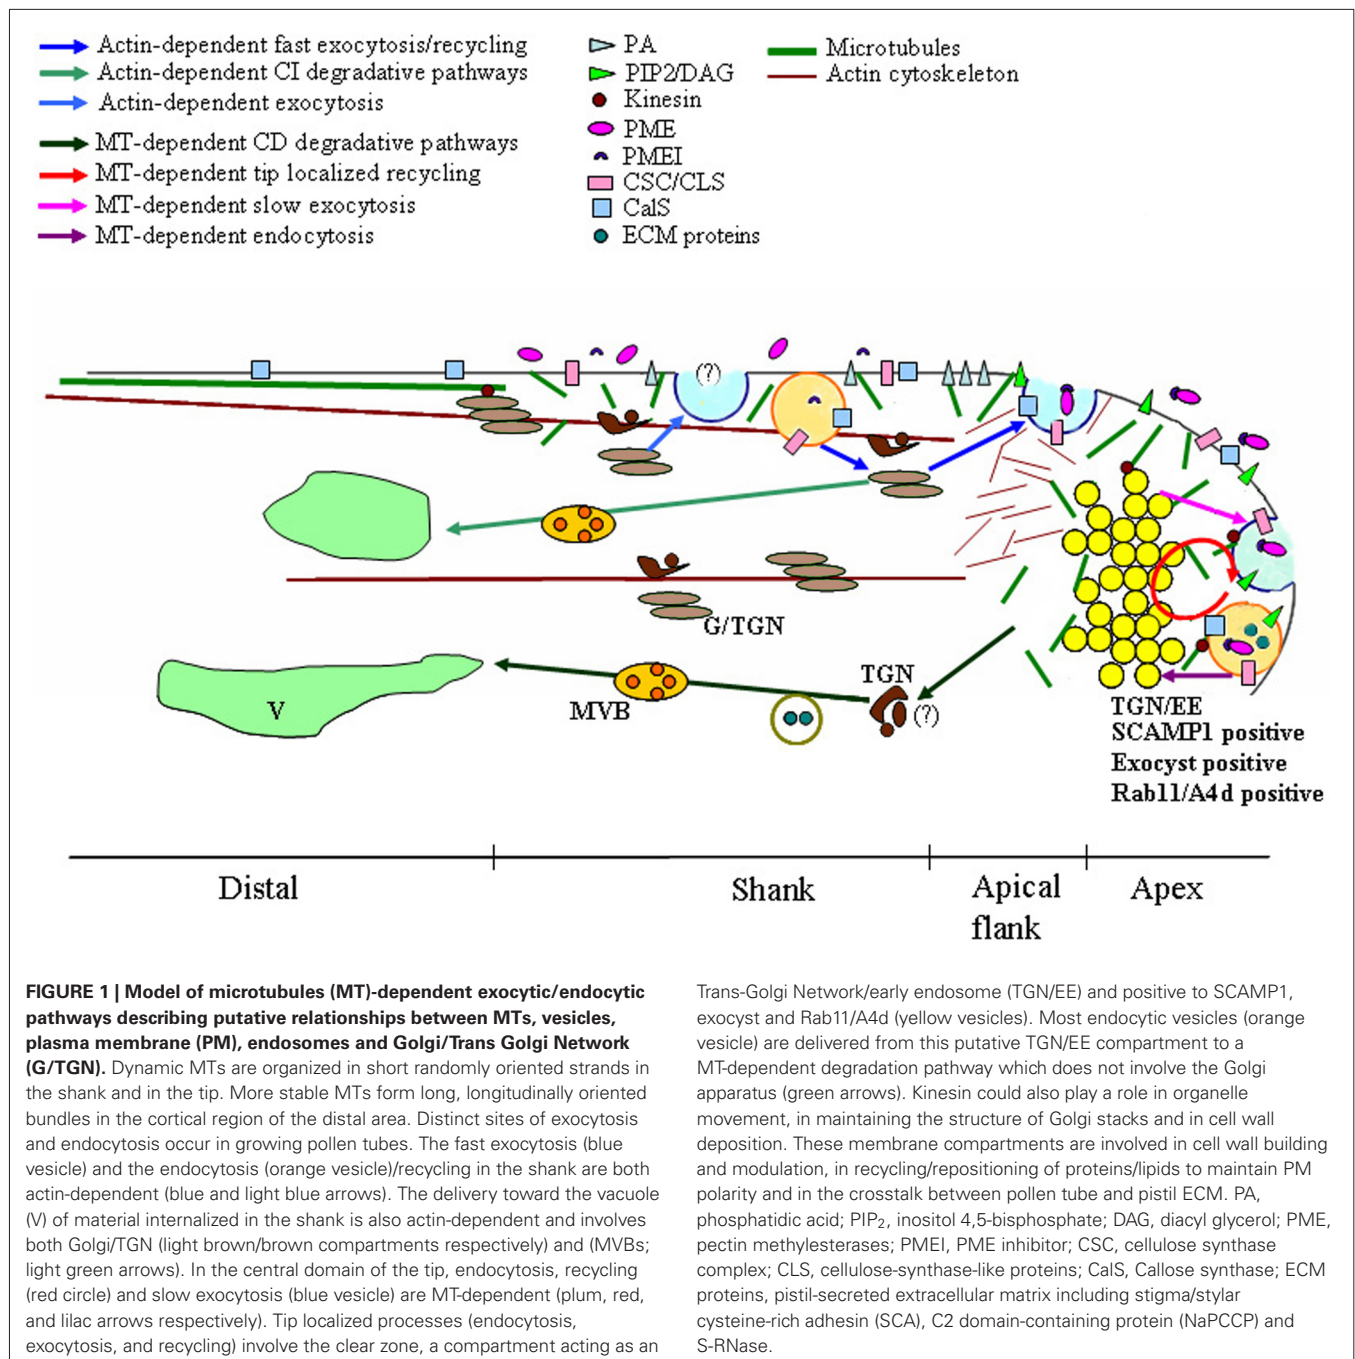 Actin-dependent fast exocytosis/recycling
Actin-dependent CI degradative pathways
Actin-dependent exocytosis
MT-dependent CD degradative pathways
MT-dependent tip localized recycling
MT-dependent slow exocytosis
MT-dependent endocytosis
PA
PIP2/DAG
Kinesin
PME
PMEI
CSC/CLS
CalS
ECM proteins
Microtubules
Actin cytoskeleton
(?)
G/TGN
TGN
(?)
MVB
V
TGN/EE
SCAMP1 positive
Exocyst positive
Rab11/A4d positive
Distal
Shank
Apical
flank
Apex
FIGURE 1 | Model of microtubules (MT)-dependent exocytic/endocytic
pathways describing putative relationships between MTs, vesicles,
plasma membrane (PM), endosomes and Golgi/Trans Golgi Network
(G/TGN). Dynamic MTs are organized in short randomly oriented strands in
the shank and in the tip. More stable MTs form long, longitudinally oriented
bundles in the cortical region of the distal area. Distinct sites of exocytosis
and endocytosis occur in growing pollen tubes. The fast exocytosis (blue
vesicle) and the endocytosis (orange vesicle)/recycling in the shank are both
actin-dependent (blue and light blue arrows). The delivery toward the vacuole
(V) of material internalized in the shank is also actin-dependent and involves
both Golgi/TGN (light brown/brown compartments respectively) and (MVBs;
light green arrows). In the central domain of the tip, endocytosis, recycling
(red circle) and slow exocytosis (blue vesicle) are MT-dependent (plum, red,
and lilac arrows respectively). Tip localized processes (endocytosis,
exocytosis, and recycling) involve the clear zone, a compartment acting as an
Trans-Golgi Network/early endosome (TGN/EE) and positive to SCAMP1,
exocyst and Rab11/A4d (yellow vesicles). Most endocytic vesicles (orange
vesicle) are delivered from this putative TGN/EE compartment to a
MT-dependent degradation pathway which does not involve the Golgi
apparatus (green arrows). Kinesin could also play a role in organelle
movement, in maintaining the structure of Golgi stacks and in cell wall
deposition. These membrane compartments are involved in cell wall building
and modulation, in recycling/repositioning of proteins/lipids to maintain PM
polarity and in the crosstalk between pollen tube and pistil ECM. PA,
phosphatidic acid; PIP₂, inositol 4,5-bisphosphate; DAG, diacyl glycerol; PME,
pectin methylesterases; PMEI, PME inhibitor; CSC, cellulose synthase
complex; CLS, cellulose-synthase-like proteins; CalS, Callose synthase; ECM
proteins, pistil-secreted extracellular matrix including stigma/stylar
cysteine-rich adhesin (SCA), C2 domain-containing protein (NaPCCP) and
S-RNase.